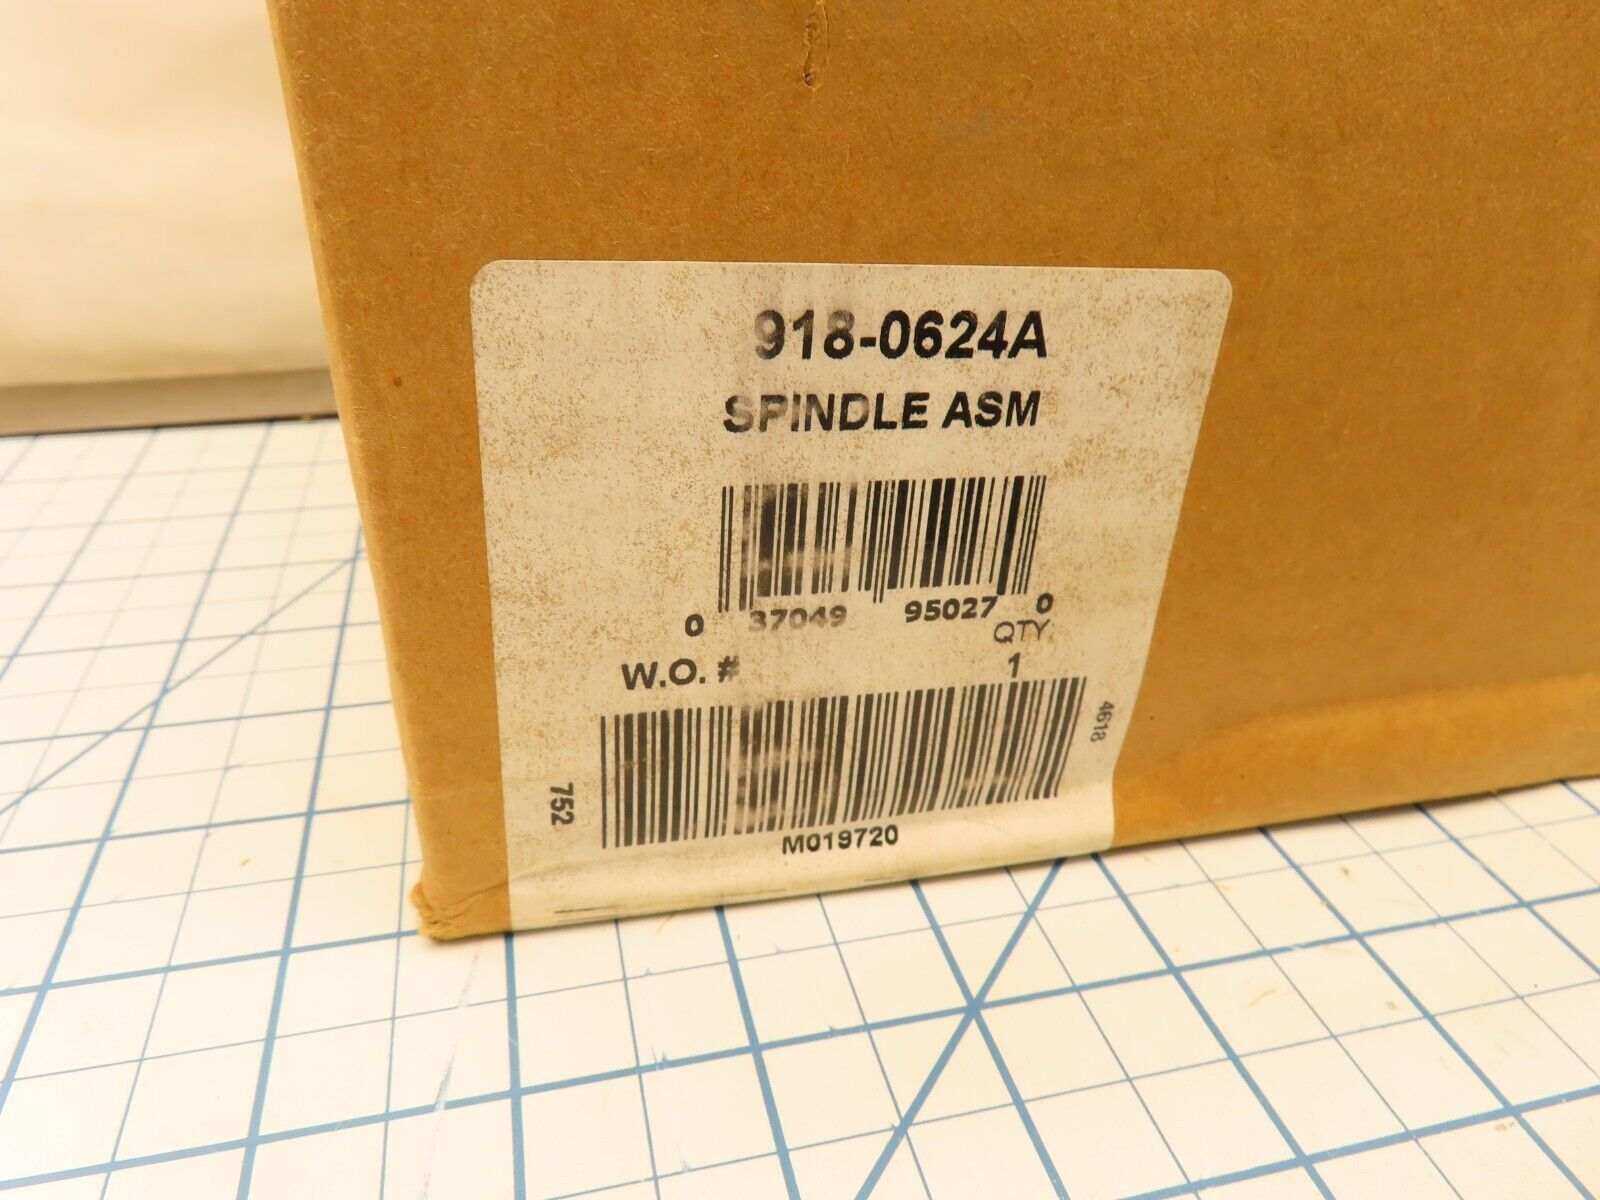 918-0624A
SPINDLE ASM
0 37049 95027 0
QTY.
W.O. # 1
4618
752
M019720